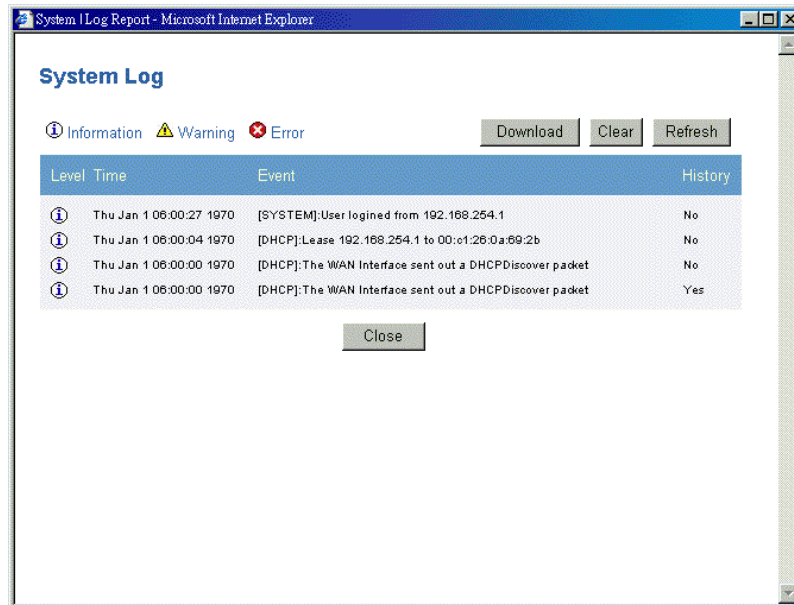 System | Log Report - Microsoft Internet Explorer
System Log
Information Warning Error Download Clear Refresh
Level Time Event History
Thu Jan 1 06:00:27 1970 [SYSTEM]:User logined from 192.168.254.1 No
Thu Jan 1 06:00:04 1970 [DHCP]:Lease 192.168.254.1 to 00:c1:26:0a:69:2b No
Thu Jan 1 06:00:00 1970 [DHCP]:The WAN Interface sent out a DHCPDiscover packet No
Thu Jan 1 06:00:00 1970 [DHCP]:The WAN Interface sent out a DHCPDiscover packet Yes
Close